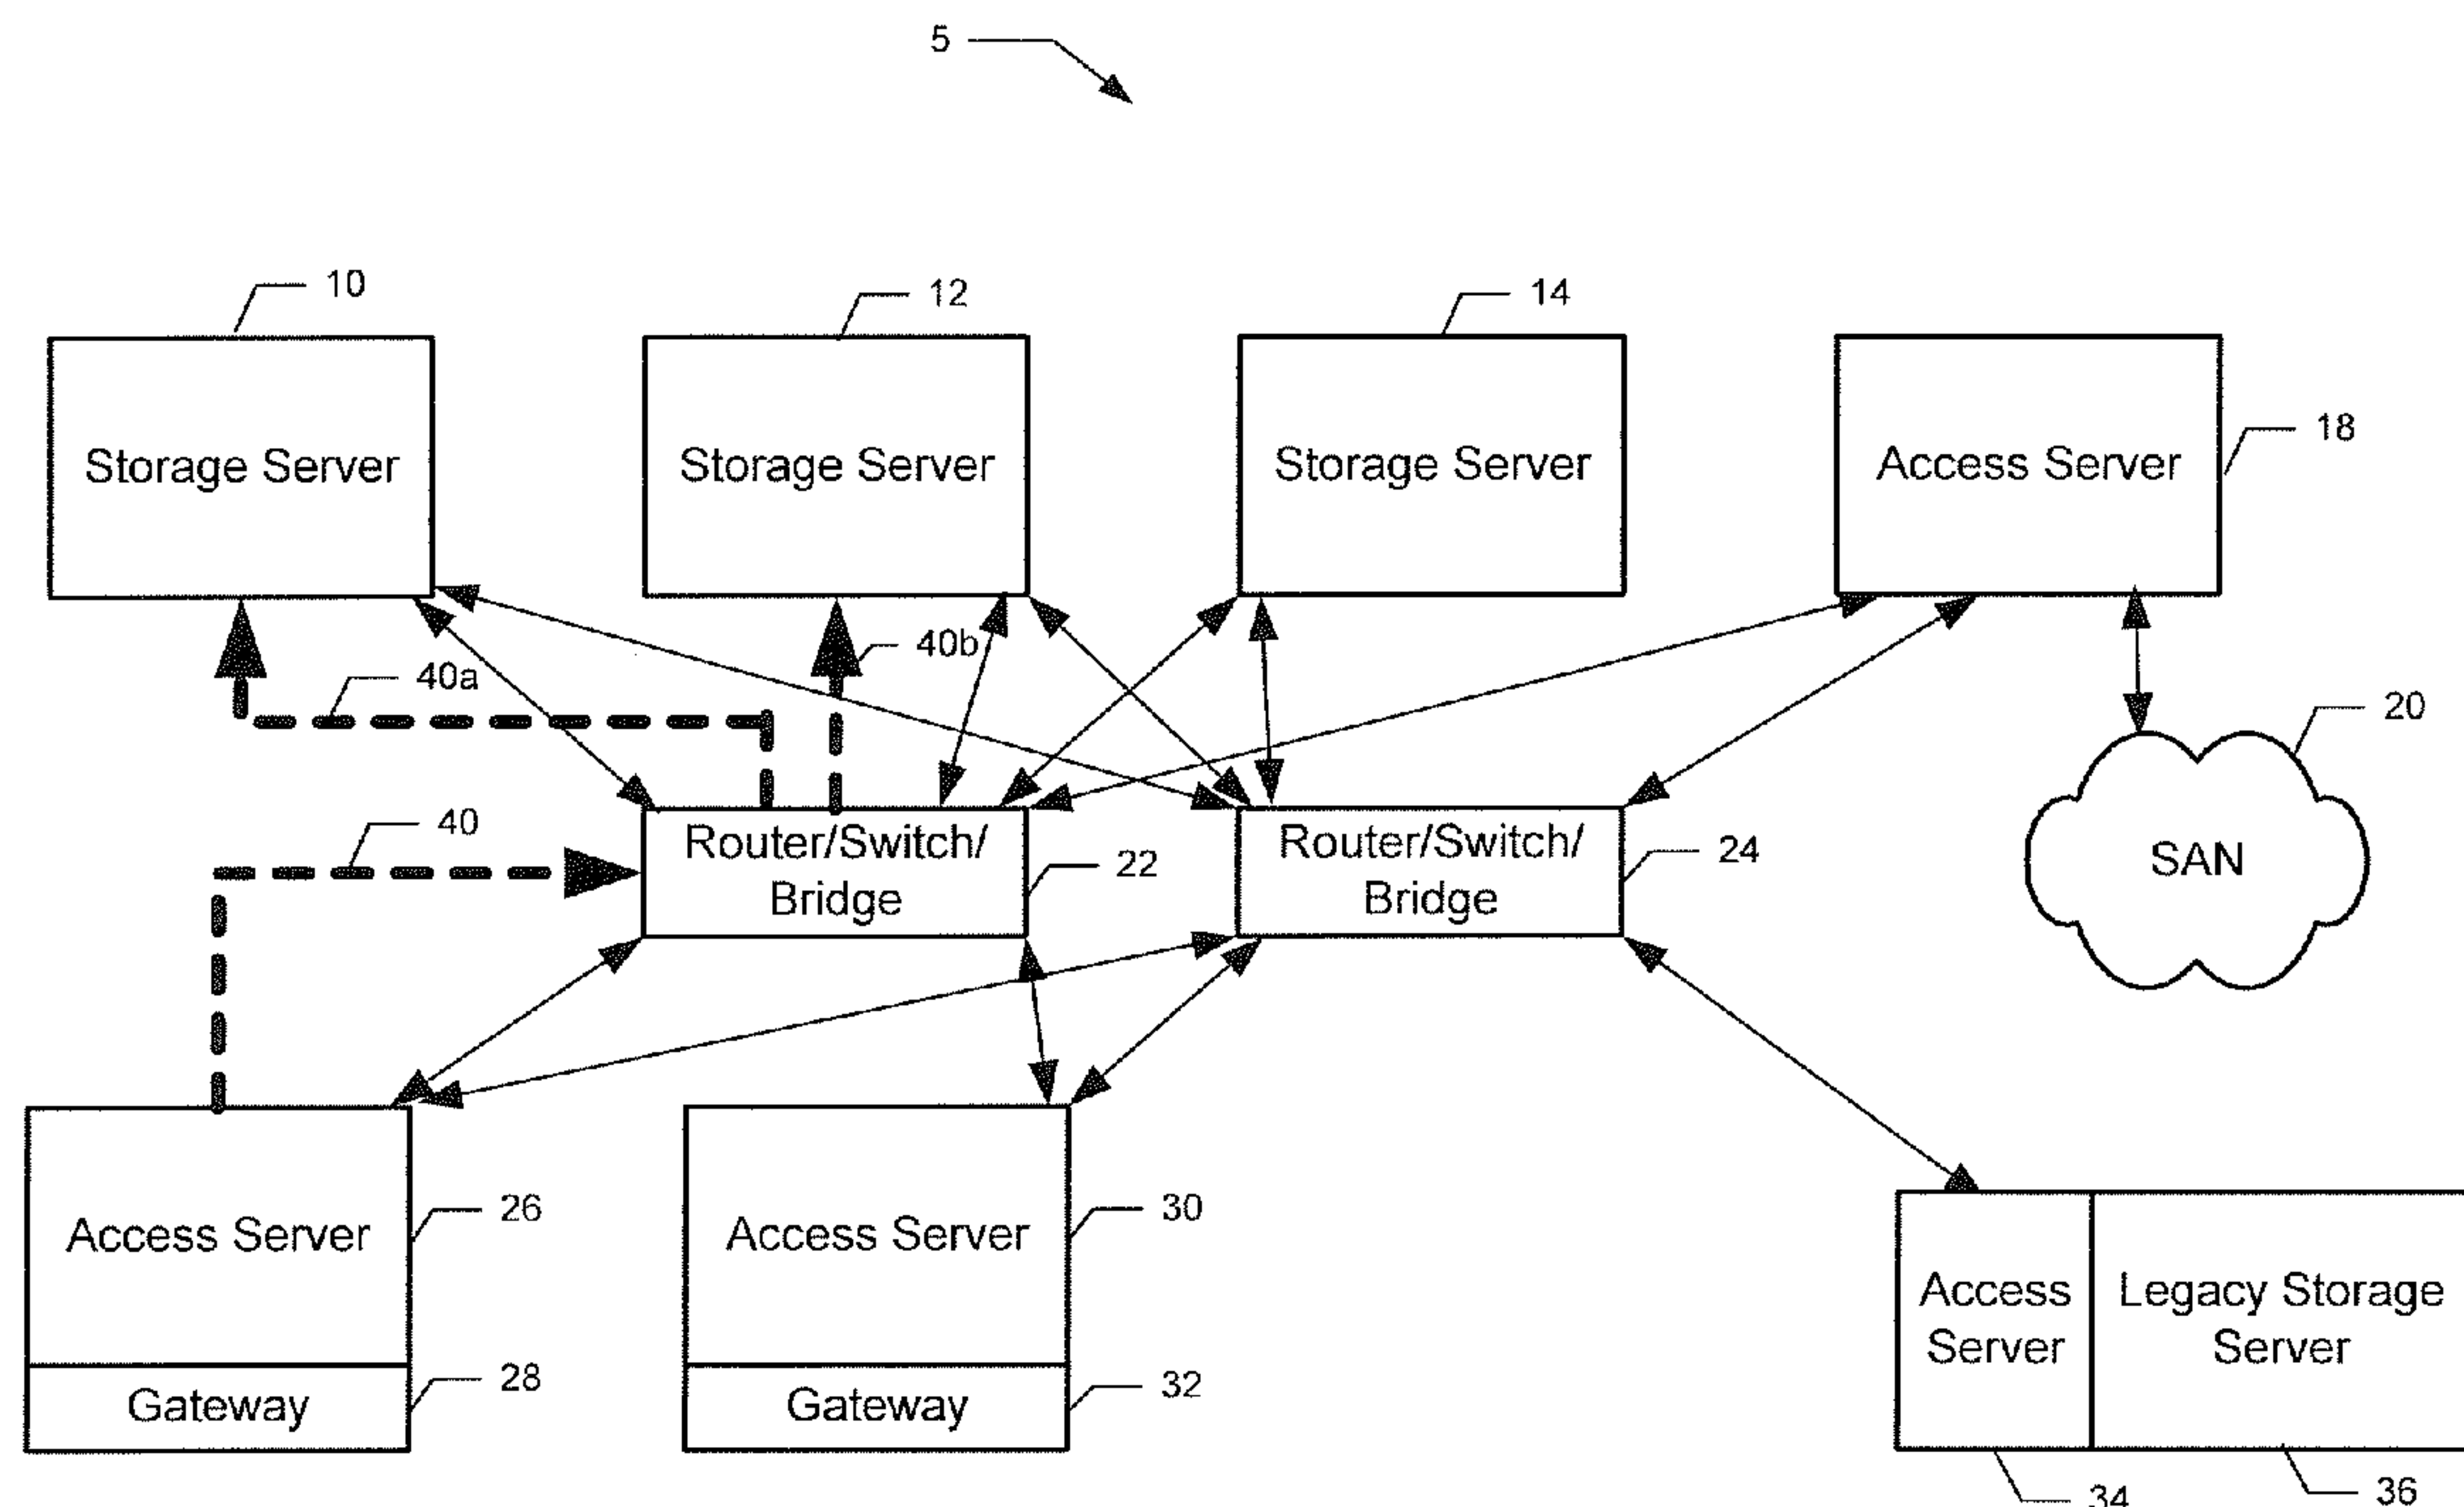 5
10
12
14
Storage Server
Storage Server
Storage Server
Access Server
18
40a
40b
20
40
Router/Switch/
Bridge
22
Router/Switch/
Bridge
24
SAN
Access Server
26
Gateway
28
Access Server
30
Gateway
32
Access
Server
Legacy Storage
Server
34
36